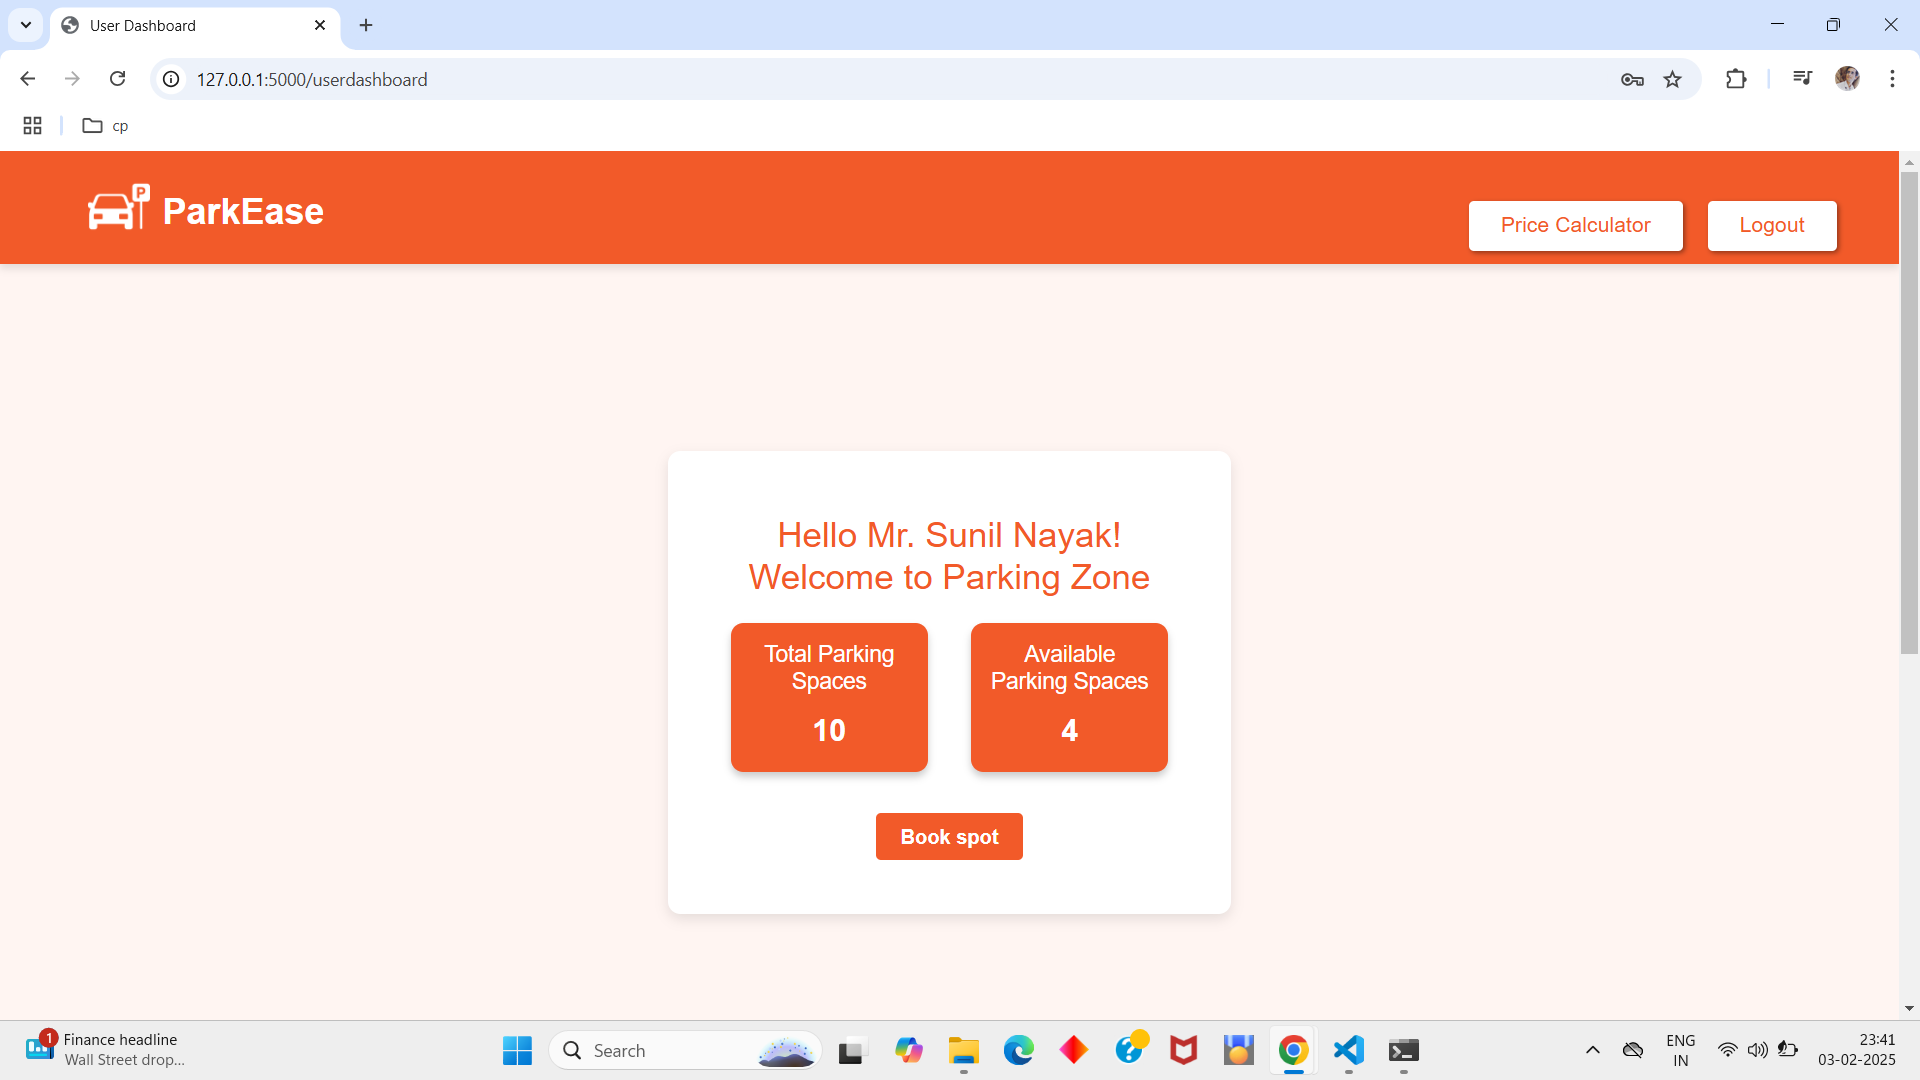 User Dashboard
127.0.0.1:5000/userdashboard
cp
P
ParkEase
Price Calculator
Logout
Hello Mr. Sunil Nayak!
Welcome to Parking Zone
Total Parking
Spaces
10
Available
Parking Spaces
4
Book spot
1
Finance headline
Wall Street drop...
Search
ENG
IN
23:41
03-02-2025